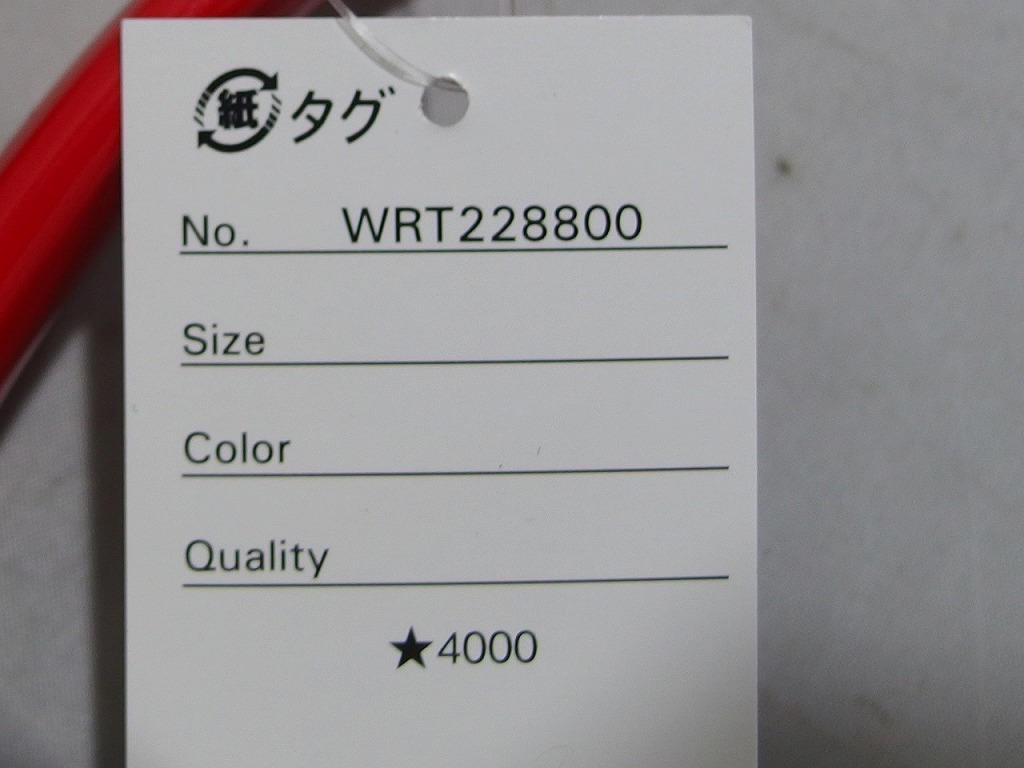 紙 タグ
No. WRT228800
Size
Color
Quality
★4000